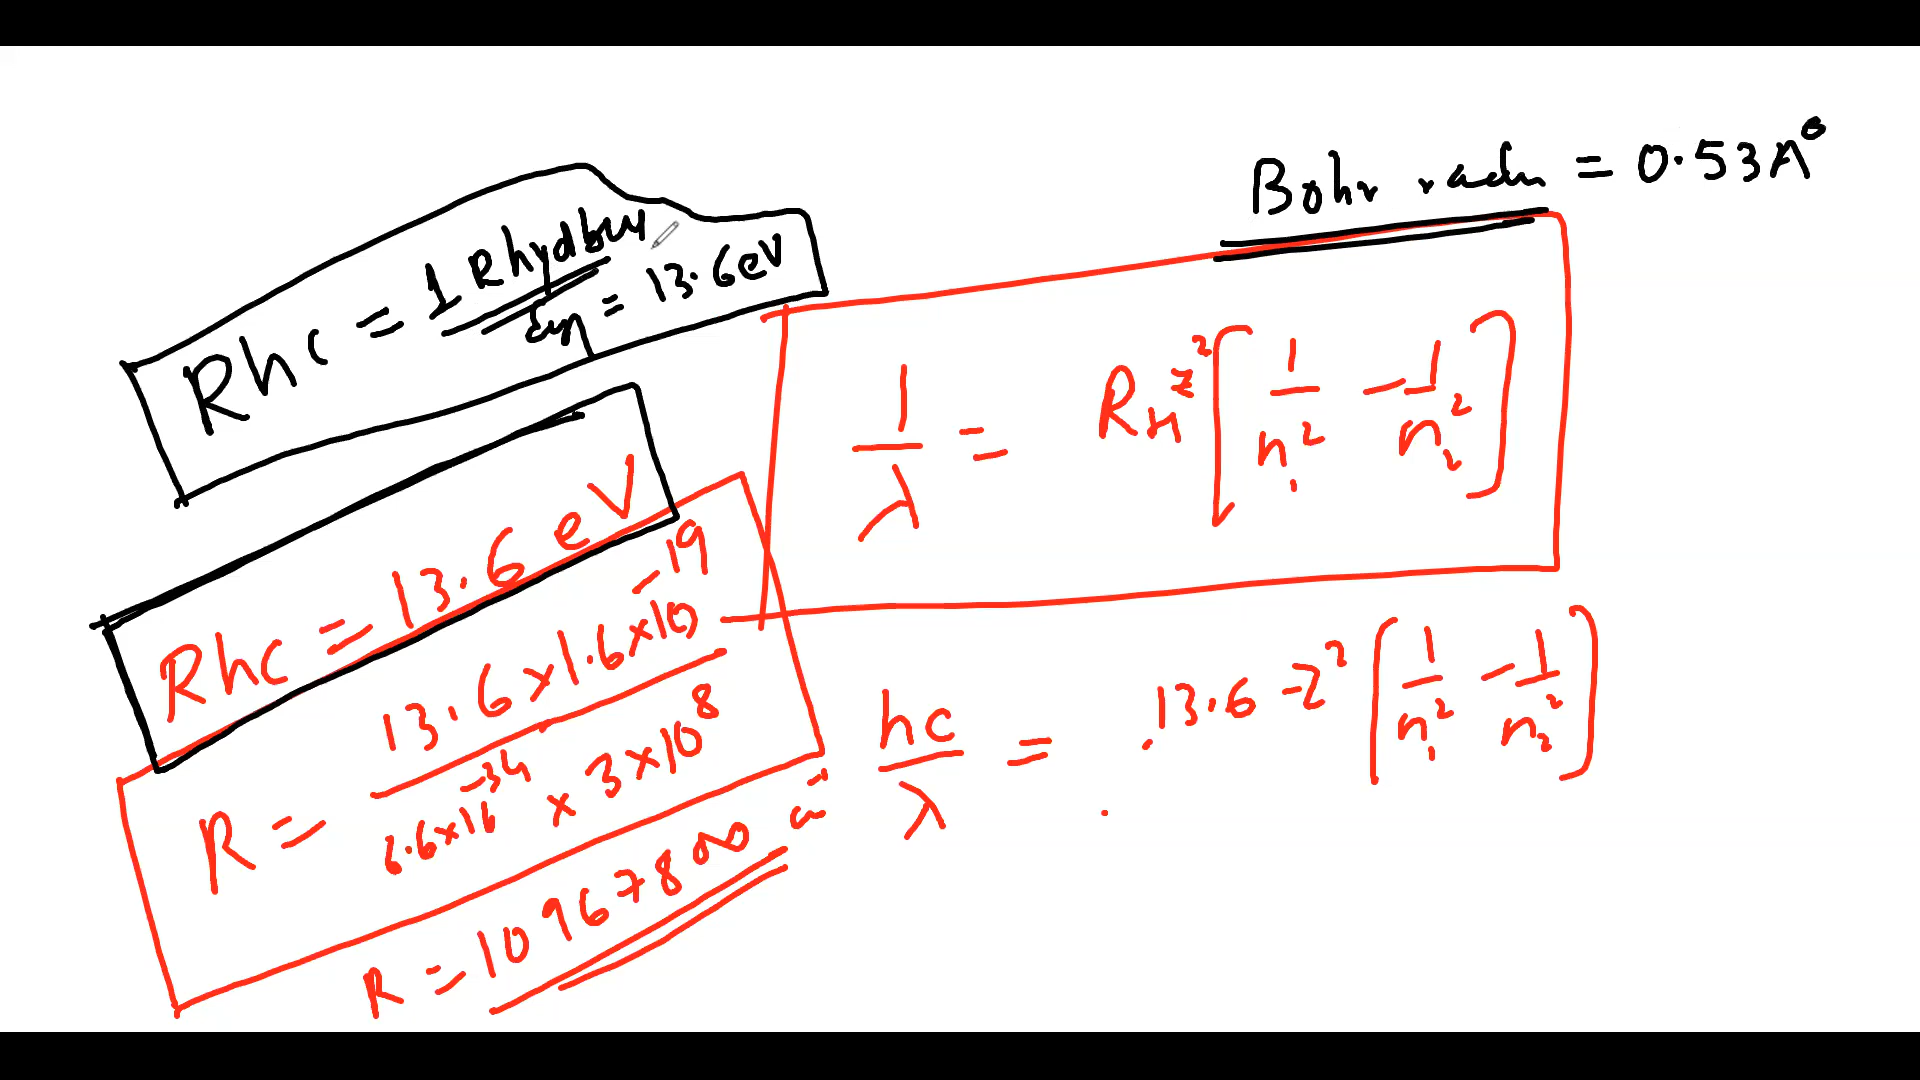 Bohr radiu = 0.53A°
Rhc = 1 Rhydbur
= 13.6eV
1/λ = R_H z² [1/n₁² - 1/n₂²]
Rhc = 13.6 eV
R = 13.6×1.6×10⁻¹⁹ / 6.6×10⁻³⁴ × 3×10⁸
hc/λ = 13.6 z² [1/n₁² - 1/n₂²]
R = 10967800 m⁻¹